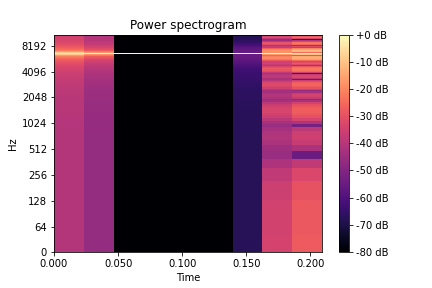 Power spectrogram
Hz
8192
4096
2048
1024
512
256
128
64
0
0.000 0.050 0.100 0.150 0.200
Time
+0 dB
-10 dB
-20 dB
-30 dB
-40 dB
-50 dB
-60 dB
-70 dB
-80 dB